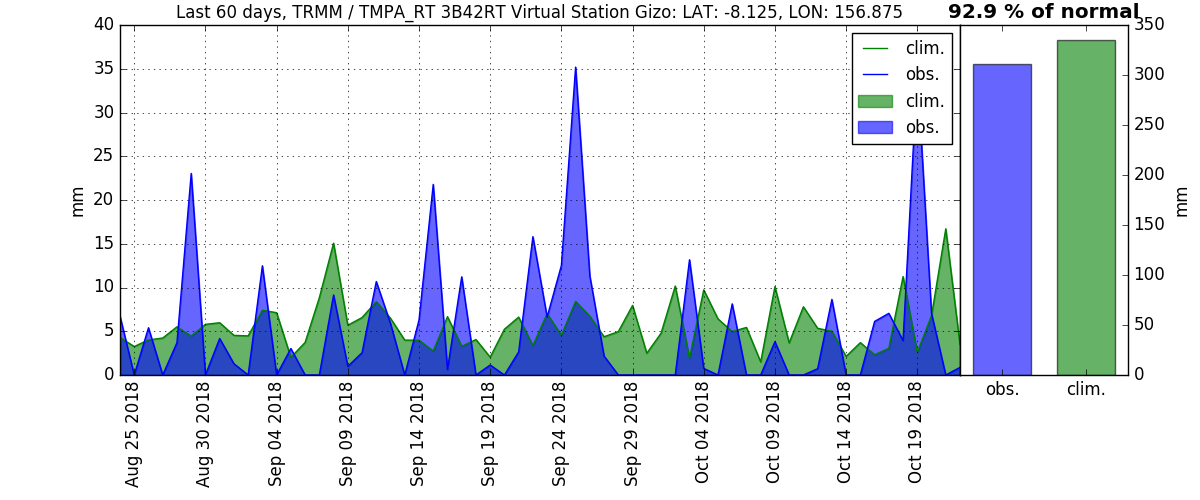 Last 60 days, TRMM / TMPA_RT 3B42RT Virtual Station Gizo: LAT: -8.125, LON: 156.875
92.9 % of normal
40
35
30
25
20
15
10
5
0
mm
clim.
obs.
clim.
obs.
Aug 25 2018
Aug 30 2018
Sep 04 2018
Sep 09 2018
Sep 14 2018
Sep 19 2018
Sep 24 2018
Sep 29 2018
Oct 04 2018
Oct 09 2018
Oct 14 2018
Oct 19 2018
350
300
250
200
150
100
50
0
mm
obs.
clim.